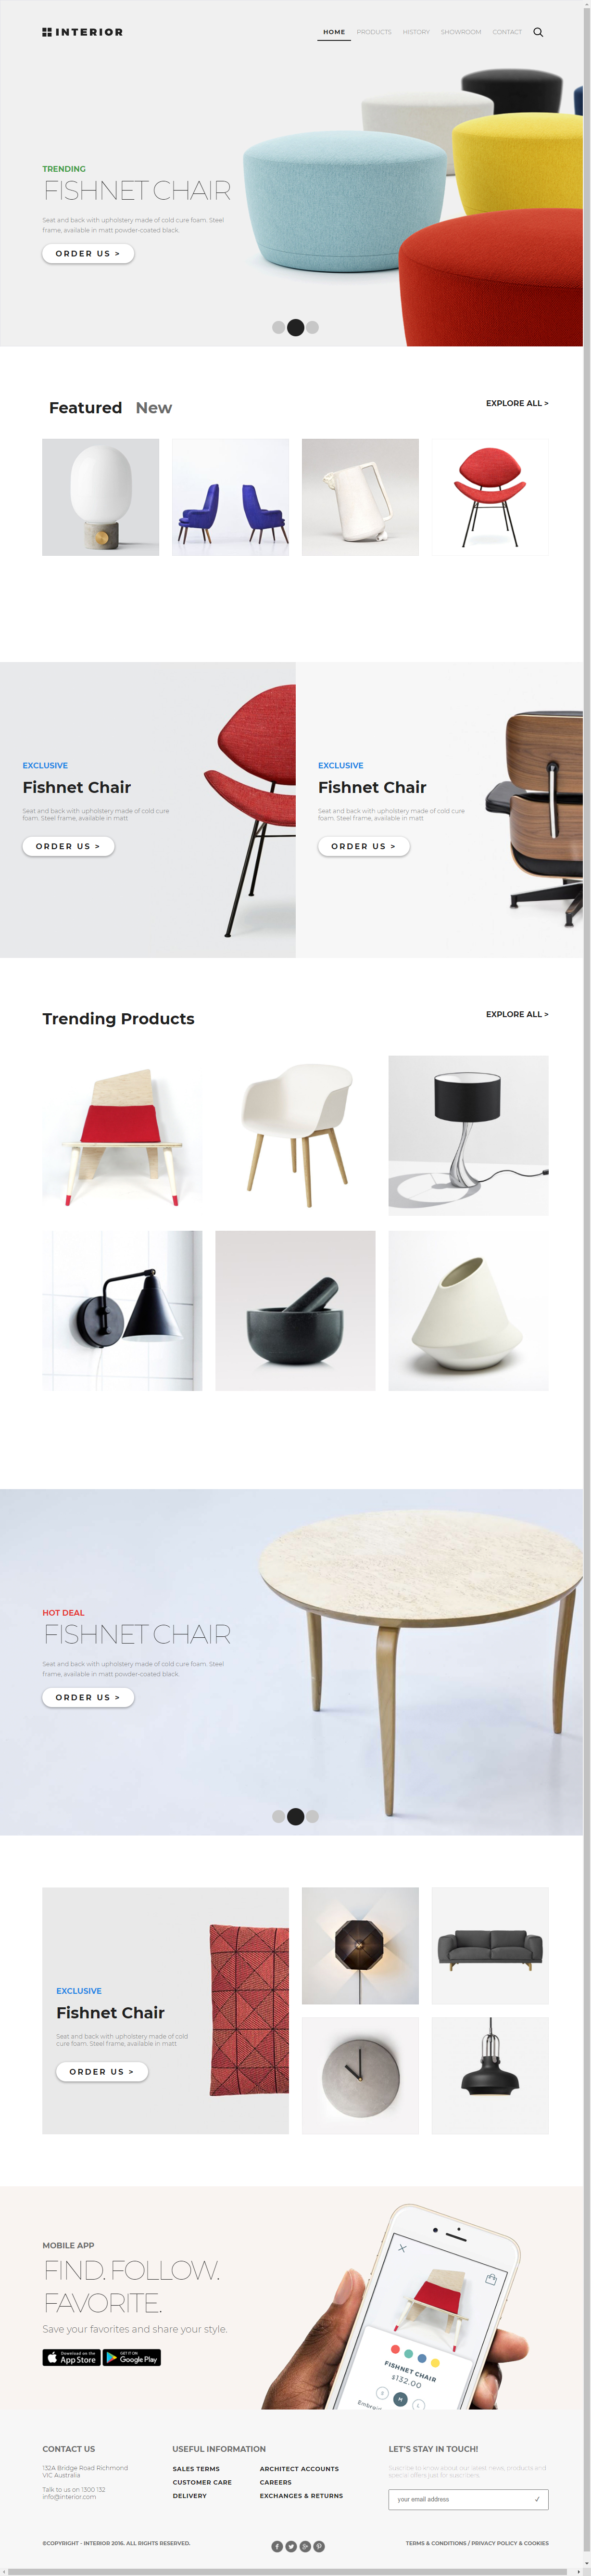 INTERIOR
HOME PRODUCTS HISTORY SHOWROOM CONTACT
TRENDING
FISHNET CHAIR
Seat and back with upholstery made of cold cure foam. Steel
frame, available in matt powder-coated black.
ORDER US >
Featured New
EXPLORE ALL >
EXCLUSIVE
Fishnet Chair
Seat and back with upholstery made of cold cure
foam. Steel frame, available in matt
ORDER US >
EXCLUSIVE
Fishnet Chair
Seat and back with upholstery made of cold cure
foam. Steel frame, available in matt
ORDER US >
Trending Products
EXPLORE ALL >
HOT DEAL
FISHNET CHAIR
Seat and back with upholstery made of cold cure foam. Steel
frame, available in matt powder-coated black.
ORDER US >
EXCLUSIVE
Fishnet Chair
Seat and back with upholstery made of cold
cure foam. Steel frame, available in matt
ORDER US >
MOBILE APP
FIND. FOLLOW.
FAVORITE.
Save your favorites and share your style.
Download on the
App Store
GET IT ON
Google Play
FISHNET CHAIR
$132.00
S
M
L
Embroid
CONTACT US
132A Bridge Road Richmond
VIC Australia
Talk to us on 1300 132
info@interior.com
USEFUL INFORMATION
SALES TERMS
CUSTOMER CARE
DELIVERY
ARCHITECT ACCOUNTS
CAREERS
EXCHANGES & RETURNS
LET'S STAY IN TOUCH!
about our latest news, products and
special offers just for
your email address
©COPYRIGHT - INTERIOR 2016. ALL RIGHTS RESERVED.
TERMS & CONDITIONS / PRIVACY POLICY & COOKIES